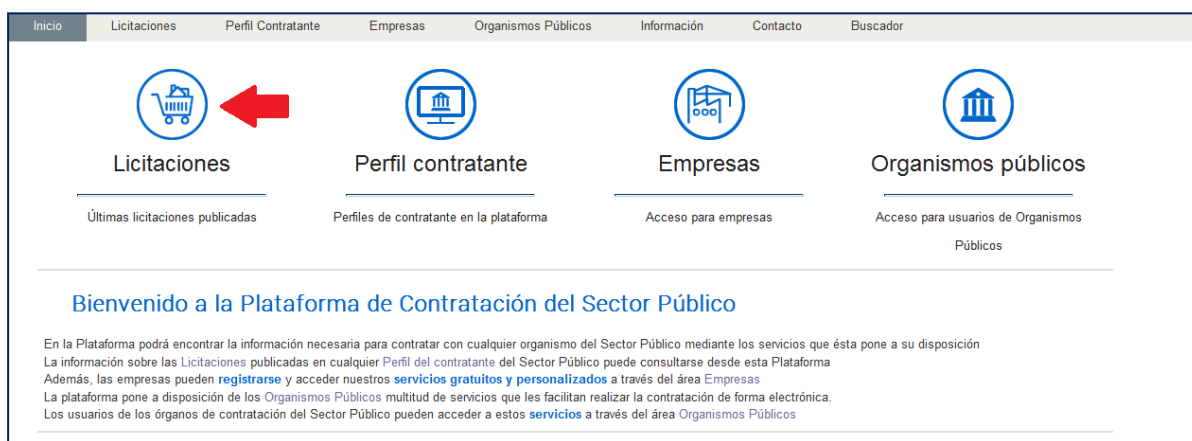 Inicio Licitaciones Perfil Contratante Empresas Organismos Públicos Información Contacto Buscador
Licitaciones Perfil contratante Empresas Organismos públicos
Últimas licitaciones publicadas Perfiles de contratante en la plataforma Acceso para empresas Acceso para usuarios de Organismos
Públicos
Bienvenido a la Plataforma de Contratación del Sector Público
En la Plataforma podrá encontrar la información necesaria para contratar con cualquier organismo del Sector Público mediante los servicios que ésta pone a su disposición
La información sobre las Licitaciones publicadas en cualquier Perfil del contratante del Sector Público puede consultarse desde esta Plataforma
Además, las empresas pueden registrarse y acceder nuestros servicios gratuitos y personalizados a través del área Empresas
La plataforma pone a disposición de los Organismos Públicos multitud de servicios que les facilitan realizar la contratación de forma electrónica.
Los usuarios de los órganos de contratación del Sector Público pueden acceder a estos servicios a través del área Organismos Públicos